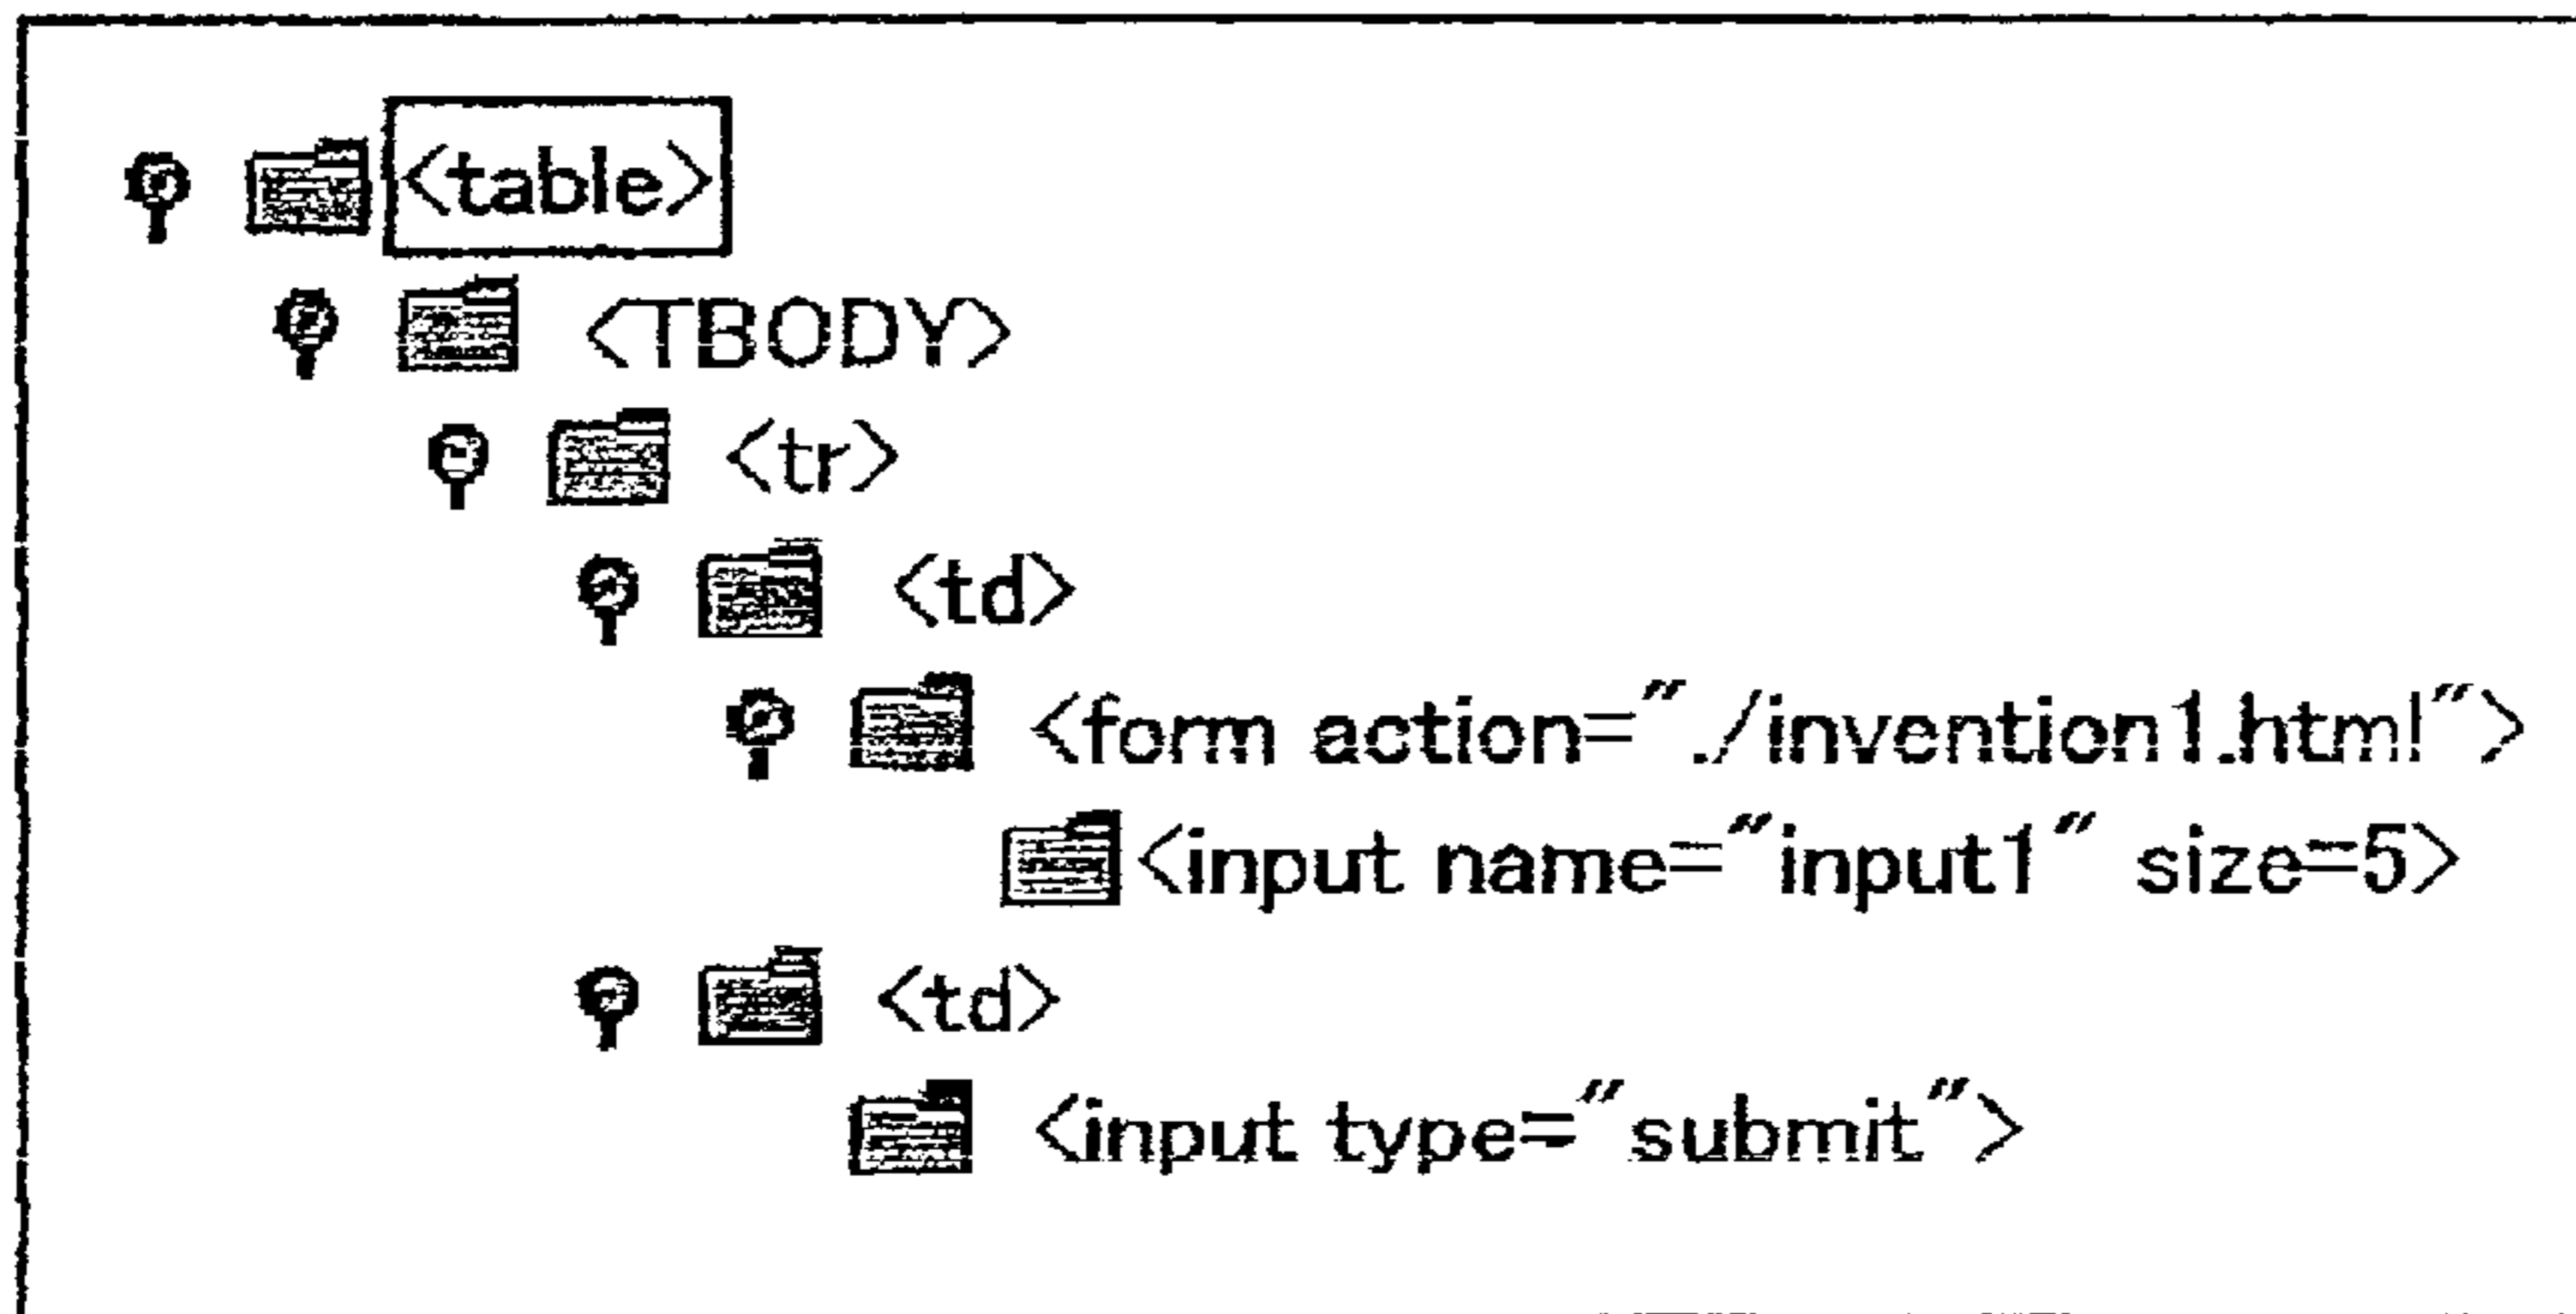 <table>
<TBODY>
<tr>
<td>
<form action="./invention1.html">
<input name="input1" size=5>
<td>
<input type="submit">